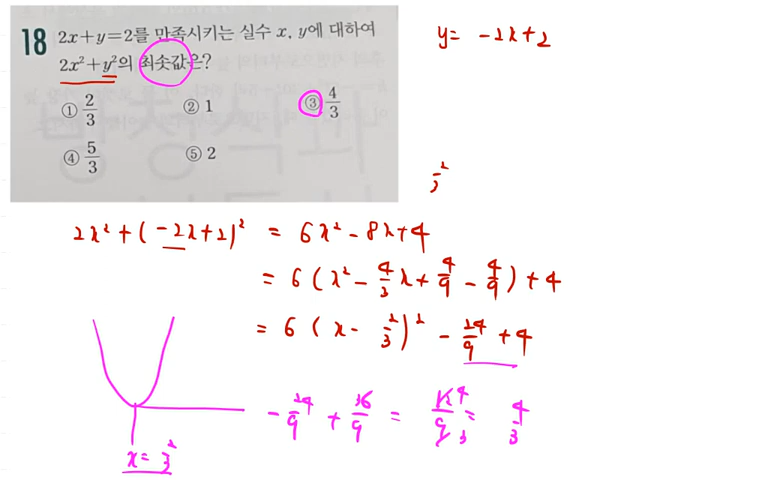 18 2x+y=2를 만족시키는 실수 x, y에 대하여
2x²+y²의 최솟값은?
① 2/3 ② 1 ③ 4/3
④ 5/3 ⑤ 2
y= -2x+2
2/3
2x²+(-2x+2)² = 6x²-8x+4
= 6(x²-4/3x+4/9-4/9)+4
= 6(x-2/3)²-24/9+4
-24/9+36/9 = 12/9 = 4/3
x=2/3